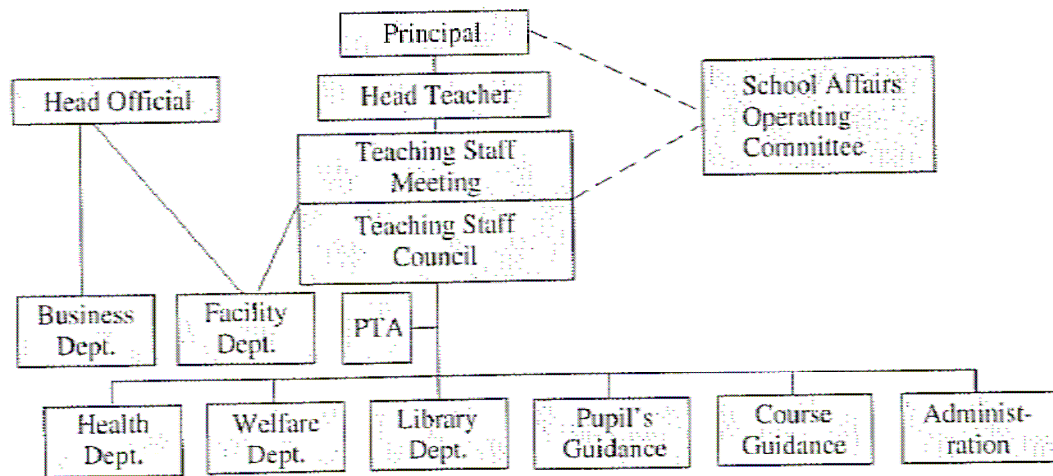 Principal
Head Official
Head Teacher
School Affairs
Operating
Committee
Teaching Staff
Meeting
Teaching Staff
Council
Business
Dept.
Facility
Dept.
PTA
Health
Dept.
Welfare
Dept.
Library
Dept.
Pupil's
Guidance
Course
Guidance
Administ-
ration